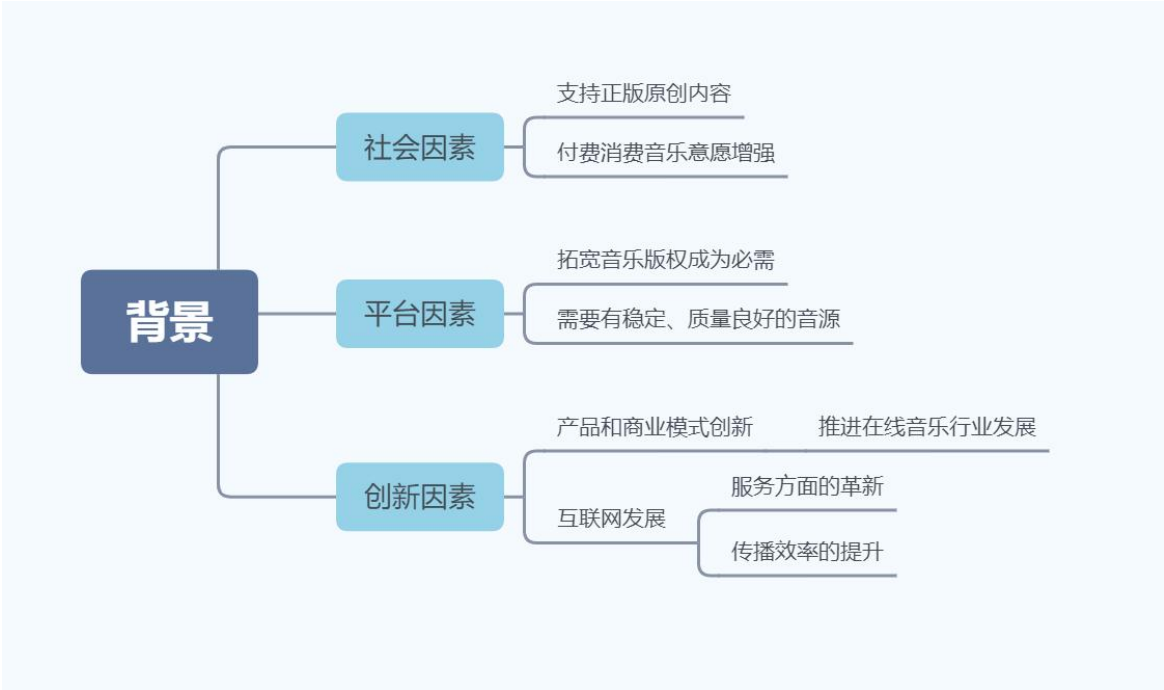 背景
社会因素
支持正版原创内容
付费消费音乐意愿增强
平台因素
拓宽音乐版权成为必需
需要有稳定、质量良好的音源
创新因素
产品和商业模式创新
推进在线音乐行业发展
互联网发展
服务方面的革新
传播效率的提升